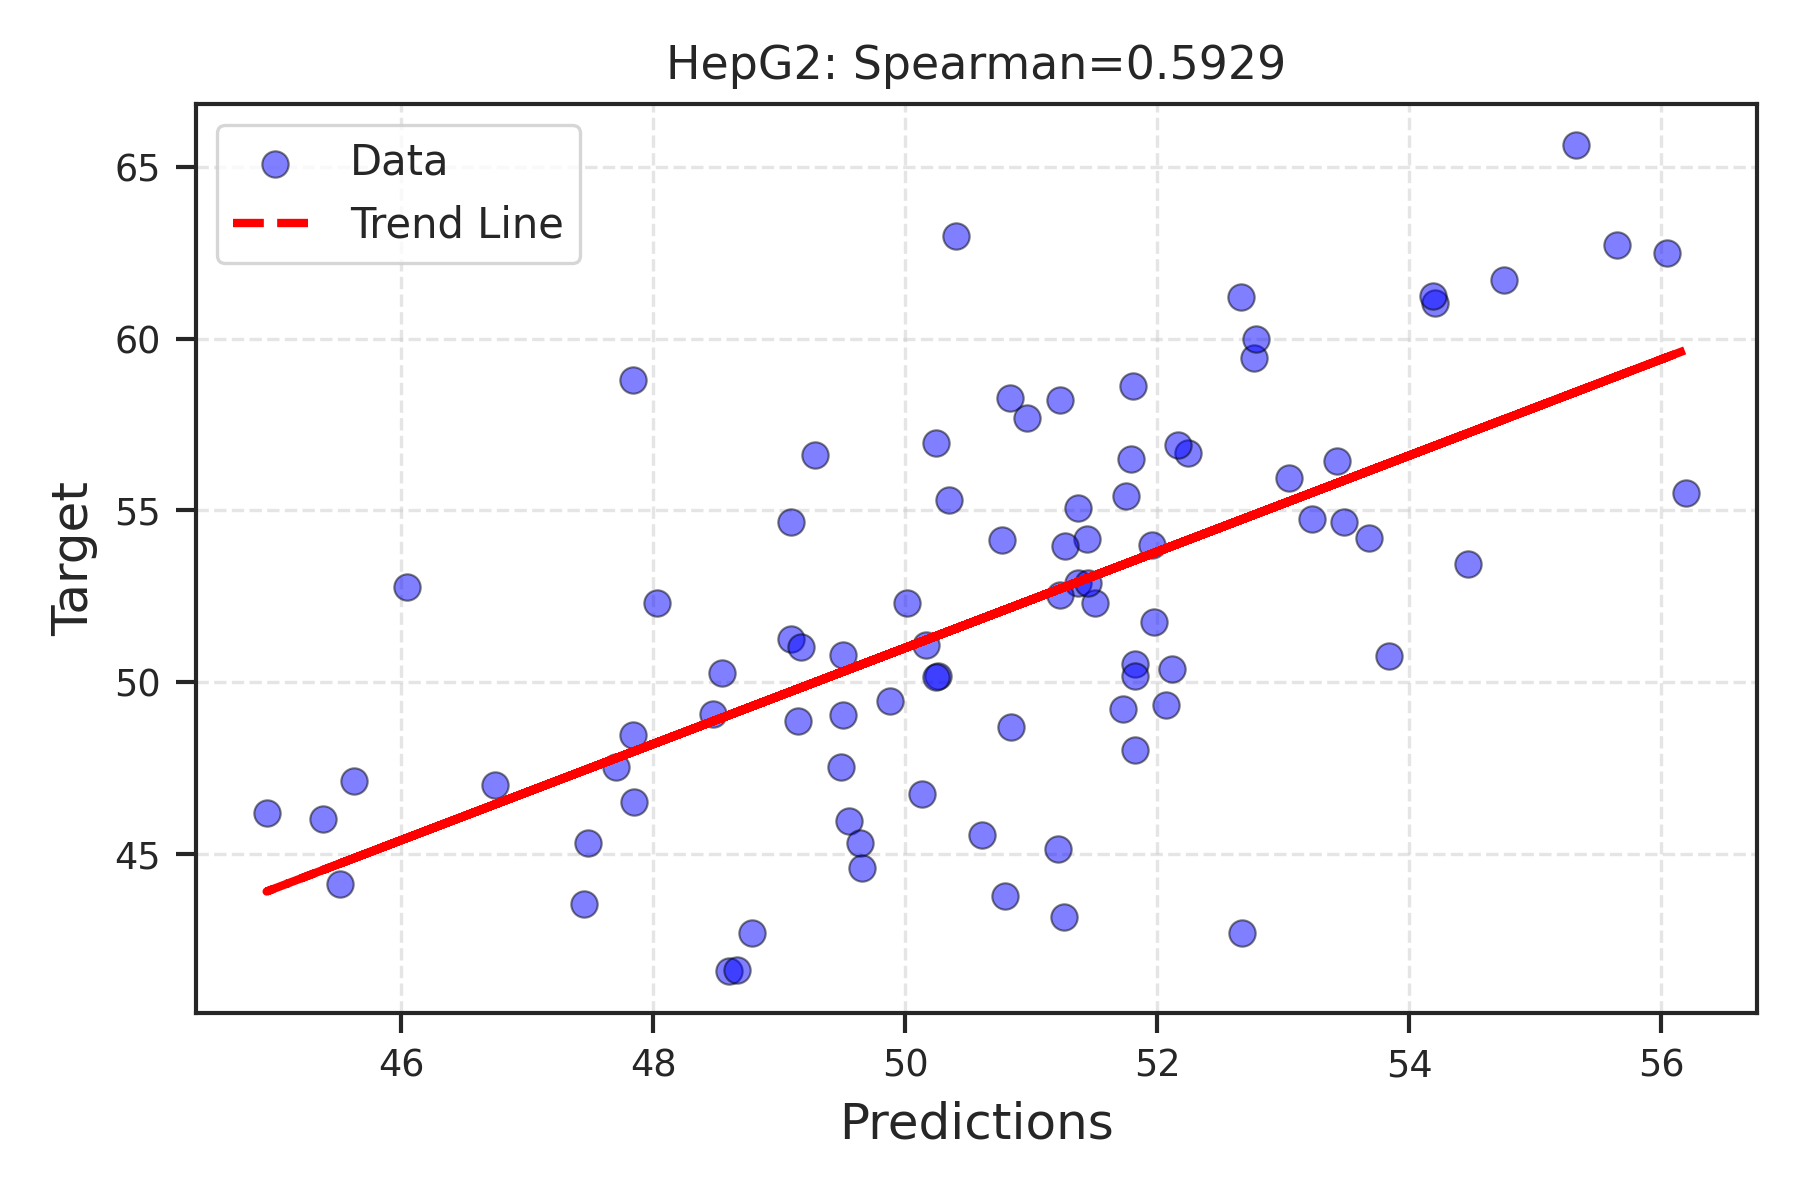 HepG2: Spearman=0.5929
Data
Trend Line
65
60
55
50
45
Target
46 48 50 52 54 56
Predictions